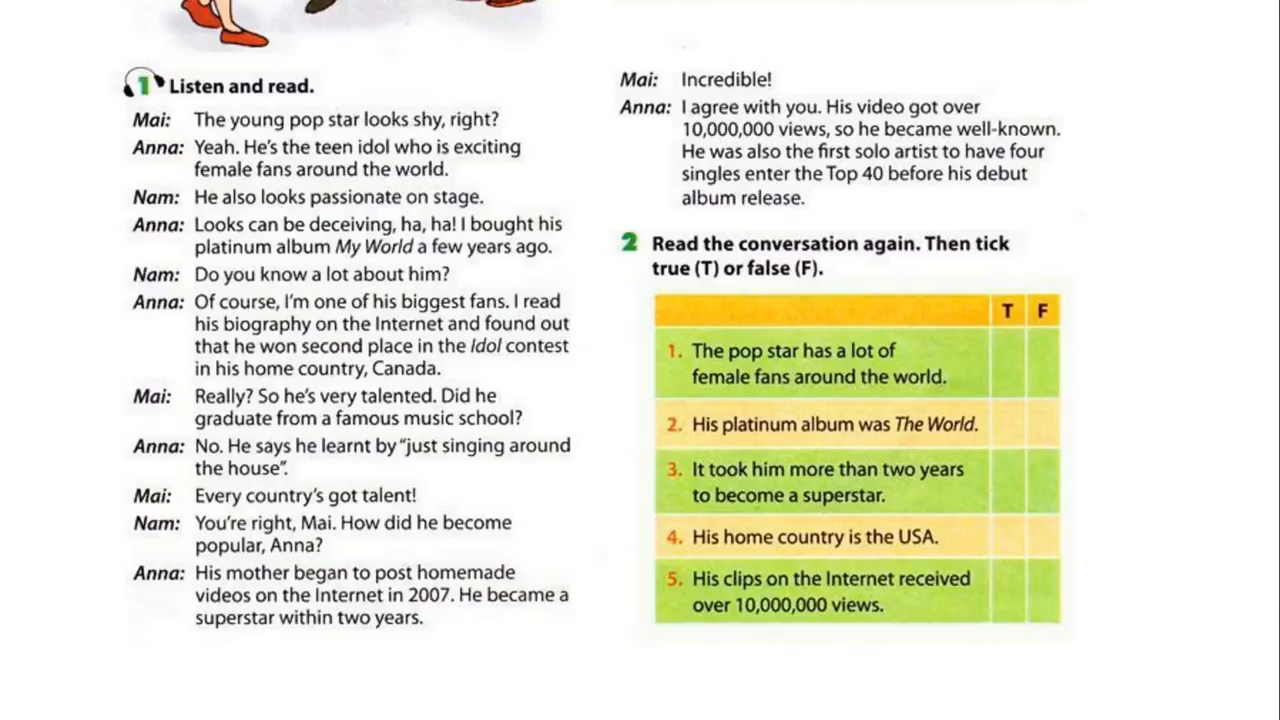 1 Listen and read.
Mai: The young pop star looks shy, right?
Anna: Yeah. He's the teen idol who is exciting
female fans around the world.
Nam: He also looks passionate on stage.
Anna: Looks can be deceiving, ha, ha! I bought his
platinum album My World a few years ago.
Nam: Do you know a lot about him?
Anna: Of course, I'm one of his biggest fans. I read
his biography on the Internet and found out
that he won second place in the Idol contest
in his home country, Canada.
Mai: Really? So he's very talented. Did he
graduate from a famous music school?
Anna: No. He says he learnt by "just singing around
the house".
Mai: Every country's got talent!
Nam: You're right, Mai. How did he become
popular, Anna?
Anna: His mother began to post homemade
videos on the Internet in 2007. He became a
superstar within two years.
Mai: Incredible!
Anna: I agree with you. His video got over
10,000,000 views, so he became well-known.
He was also the first solo artist to have four
singles enter the Top 40 before his debut
album release.
2 Read the conversation again. Then tick
true (T) or false (F).
T F
1. The pop star has a lot of
female fans around the world.
2. His platinum album was The World.
3. It took him more than two years
to become a superstar.
4. His home country is the USA.
5. His clips on the Internet received
over 10,000,000 views.